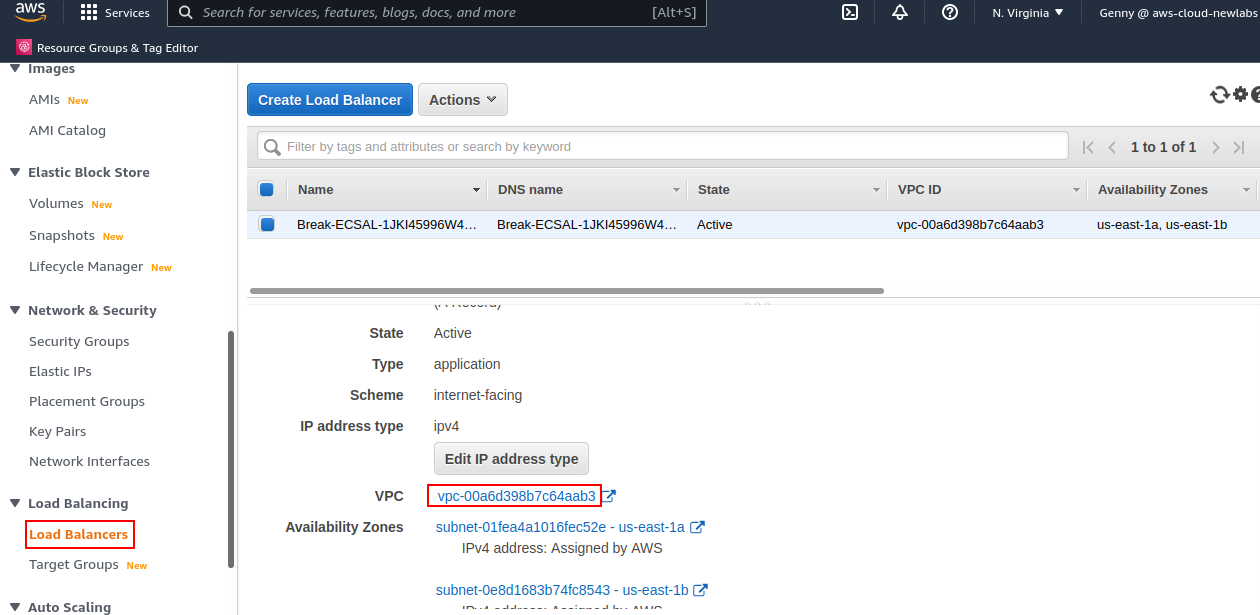 aws
Services
Search for services, features, blogs, docs, and more
[Alt+S]
N. Virginia
Genny @ aws-cloud-newlabs
Resource Groups & Tag Editor
Images
AMIs New
AMI Catalog
Elastic Block Store
Volumes New
Snapshots New
Lifecycle Manager New
Network & Security
Security Groups
Elastic IPs
Placement Groups
Key Pairs
Network Interfaces
Load Balancing
Load Balancers
Target Groups New
Auto Scaling
Create Load Balancer
Actions
Filter by tags and attributes or search by keyword
1 to 1 of 1
Name DNS name State VPC ID Availability Zones
Break-ECSAL-1JKI45996W4... Break-ECSAL-1JKI45996W4... Active vpc-00a6d398b7c64aab3 us-east-1a, us-east-1b
(A Record)
State Active
Type application
Scheme internet-facing
IP address type ipv4
Edit IP address type
VPC vpc-00a6d398b7c64aab3
Availability Zones subnet-01fea4a1016fec52e - us-east-1a
IPv4 address: Assigned by AWS
subnet-0e8d1683b74fc8543 - us-east-1b
IPv4 address: Assigned by AWS